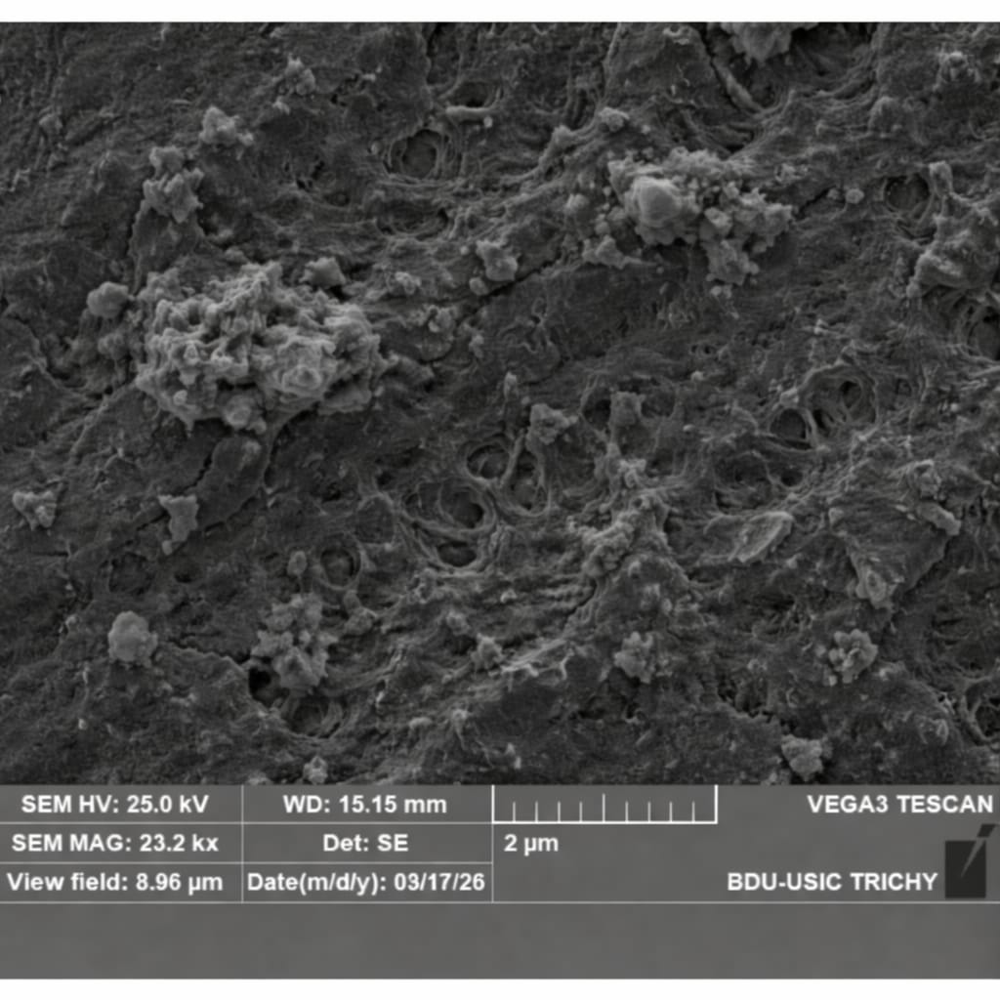 SEM HV: 25.0 kV
WD: 15.15 mm
VEGA3 TESCAN
SEM MAG: 23.2 kx
Det: SE
2 µm
View field: 8.96 µm
Date(m/d/y): 03/17/26
BDU-USIC TRICHY